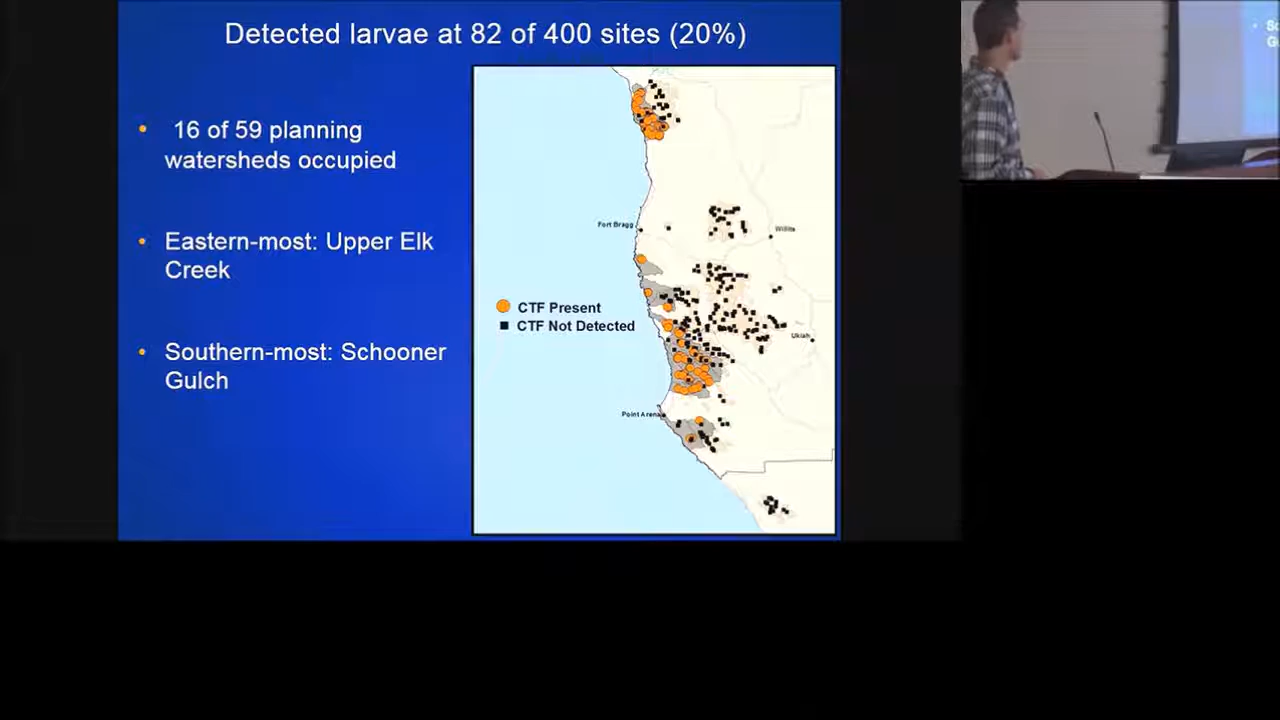 Detected larvae at 82 of 400 sites (20%)
• 16 of 59 planning
watersheds occupied
• Eastern-most: Upper Elk
Creek
• Southern-most: Schooner
Gulch
Fort Bragg
Willits
CTF Present
CTF Not Detected
Ukiah
Point Arena